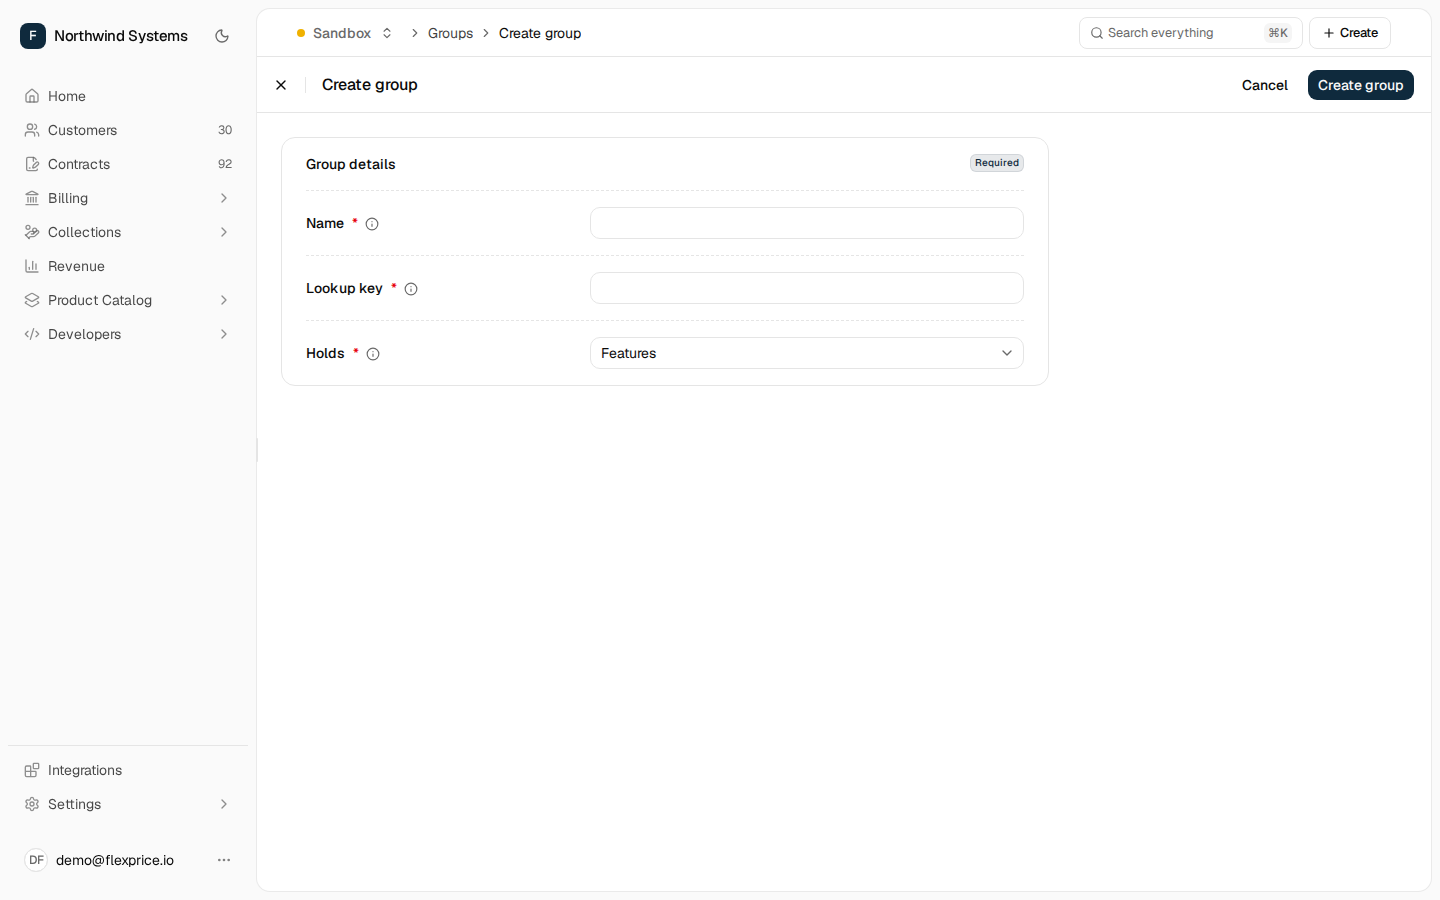 F Northwind Systems
Home
Customers 30
Contracts 92
Billing
Collections
Revenue
Product Catalog
Developers
Integrations
Settings
DF demo@flexprice.io
Sandbox Groups Create group
Search everything ⌘K
+ Create
Create group
Cancel
Create group
Group details
Required
Name *
Lookup key *
Holds *
Features